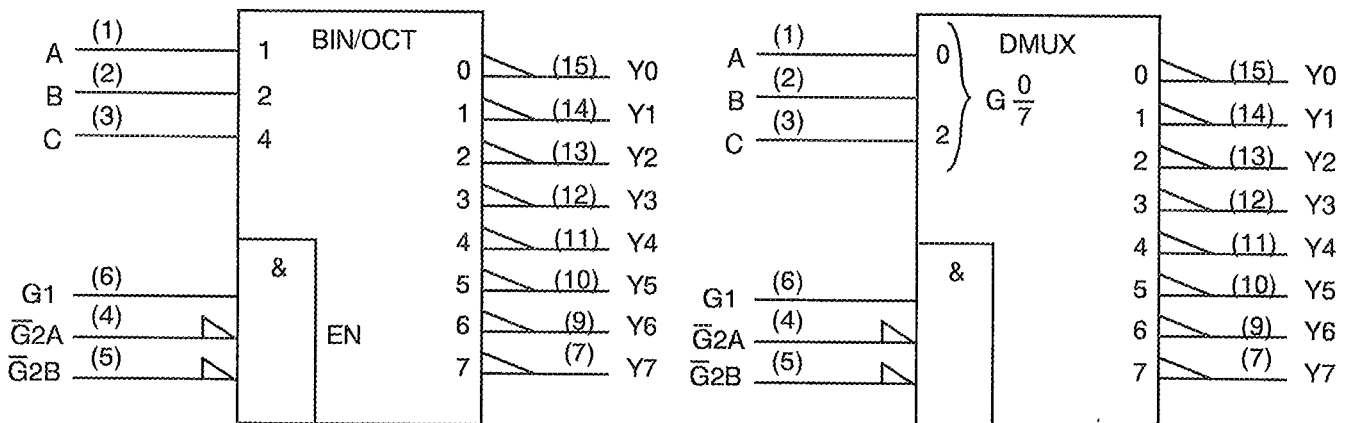 BIN/OCT
A (1) 1
B (2) 2
C (3) 4
G1 (6) &
G̅2A (4) EN
G̅2B (5)
0 (15) Y0
1 (14) Y1
2 (13) Y2
3 (12) Y3
4 (11) Y4
5 (10) Y5
6 (9) Y6
7 (7) Y7
DMUX
A (1) 0
B (2) G 0/7
C (3) 2
G1 (6) &
G̅2A (4)
G̅2B (5)
0 (15) Y0
1 (14) Y1
2 (13) Y2
3 (12) Y3
4 (11) Y4
5 (10) Y5
6 (9) Y6
7 (7) Y7